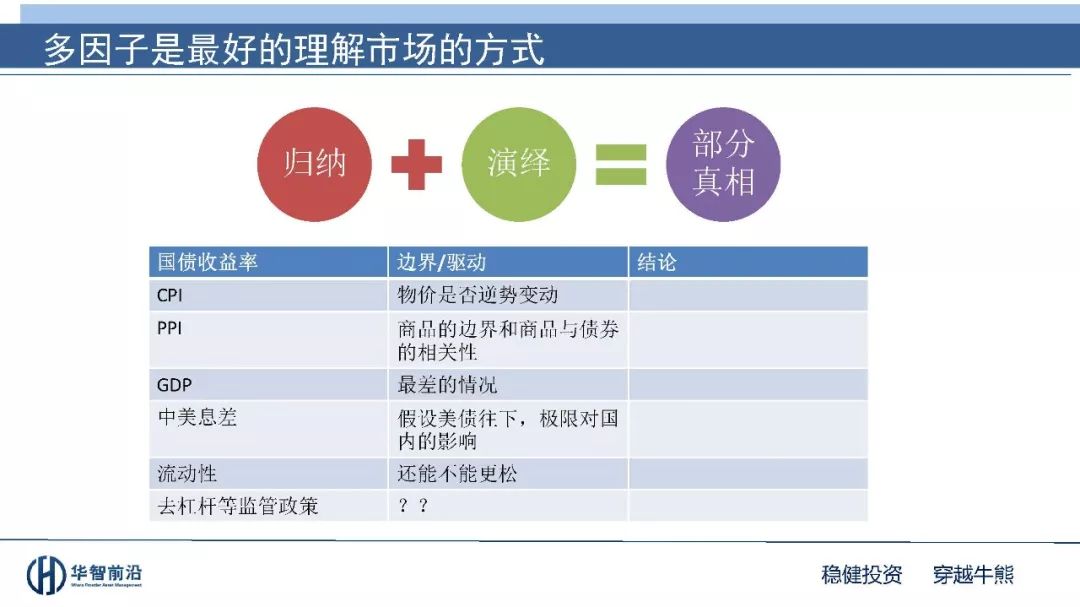 多因子是最好的理解市场的方式
归纳
演绎
部分
真相
国债收益率 边界/驱动 结论
CPI 物价是否逆势变动
PPI 商品的边界和商品与债券
的相关性
GDP 最差的情况
中美息差 假设美债往下，极限对国
内的影响
流动性 还能不能更松
去杠杆等监管政策 ？？
华智前沿
稳健投资 穿越牛熊